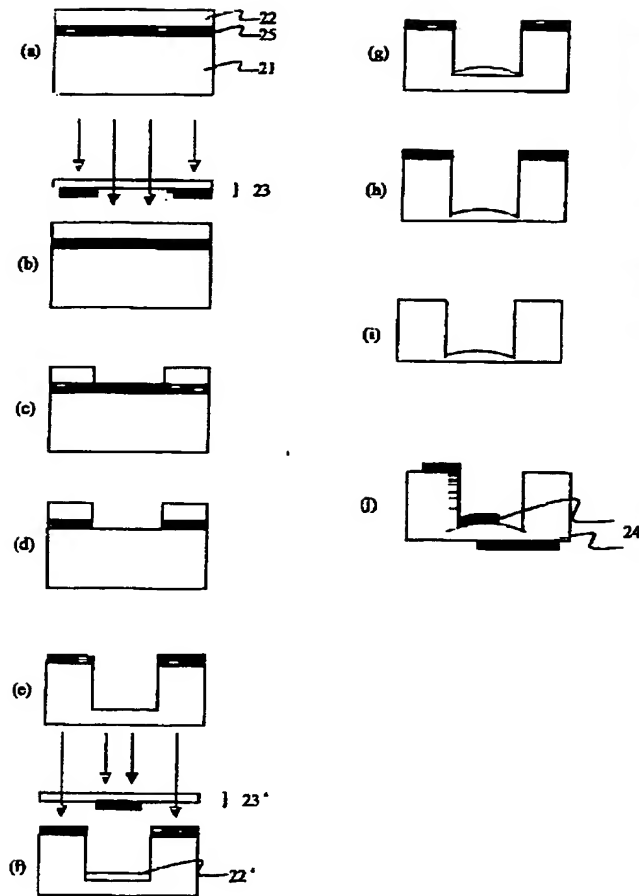 22
(a)
25
21
} 23
(b)
(c)
(d)
(e)
} 23'
(f)
22'
(g)
(h)
(i)
(j)
24